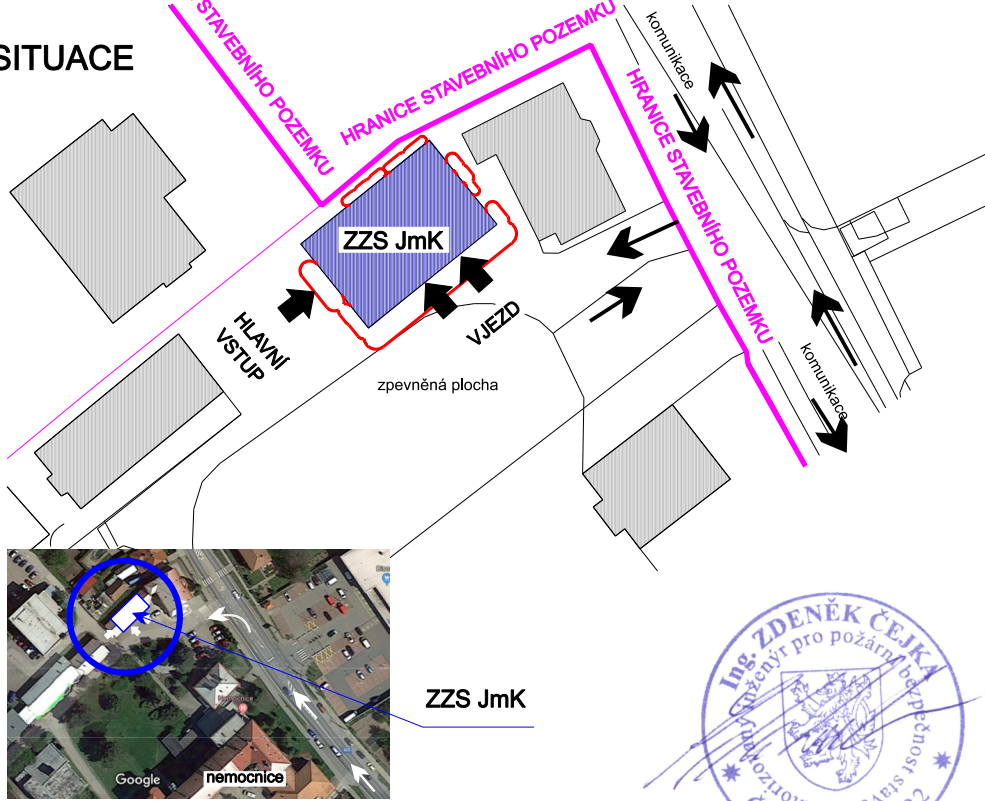 SITUACE
STAVEBNÍHO POZEMKU
HRANICE STAVEBNÍHO POZEMKU
HRANICE STAVEBNÍHO POZEMKU
komunikace
ZZS JmK
HLAVNÍ
VSTUP
VJEZD
zpevněná plocha
komunikace
ZZS JmK
Nemocnice
Google
nemocnice
Ing. ZDENĚK ČEJKA
inženýr pro požární bezpečnost